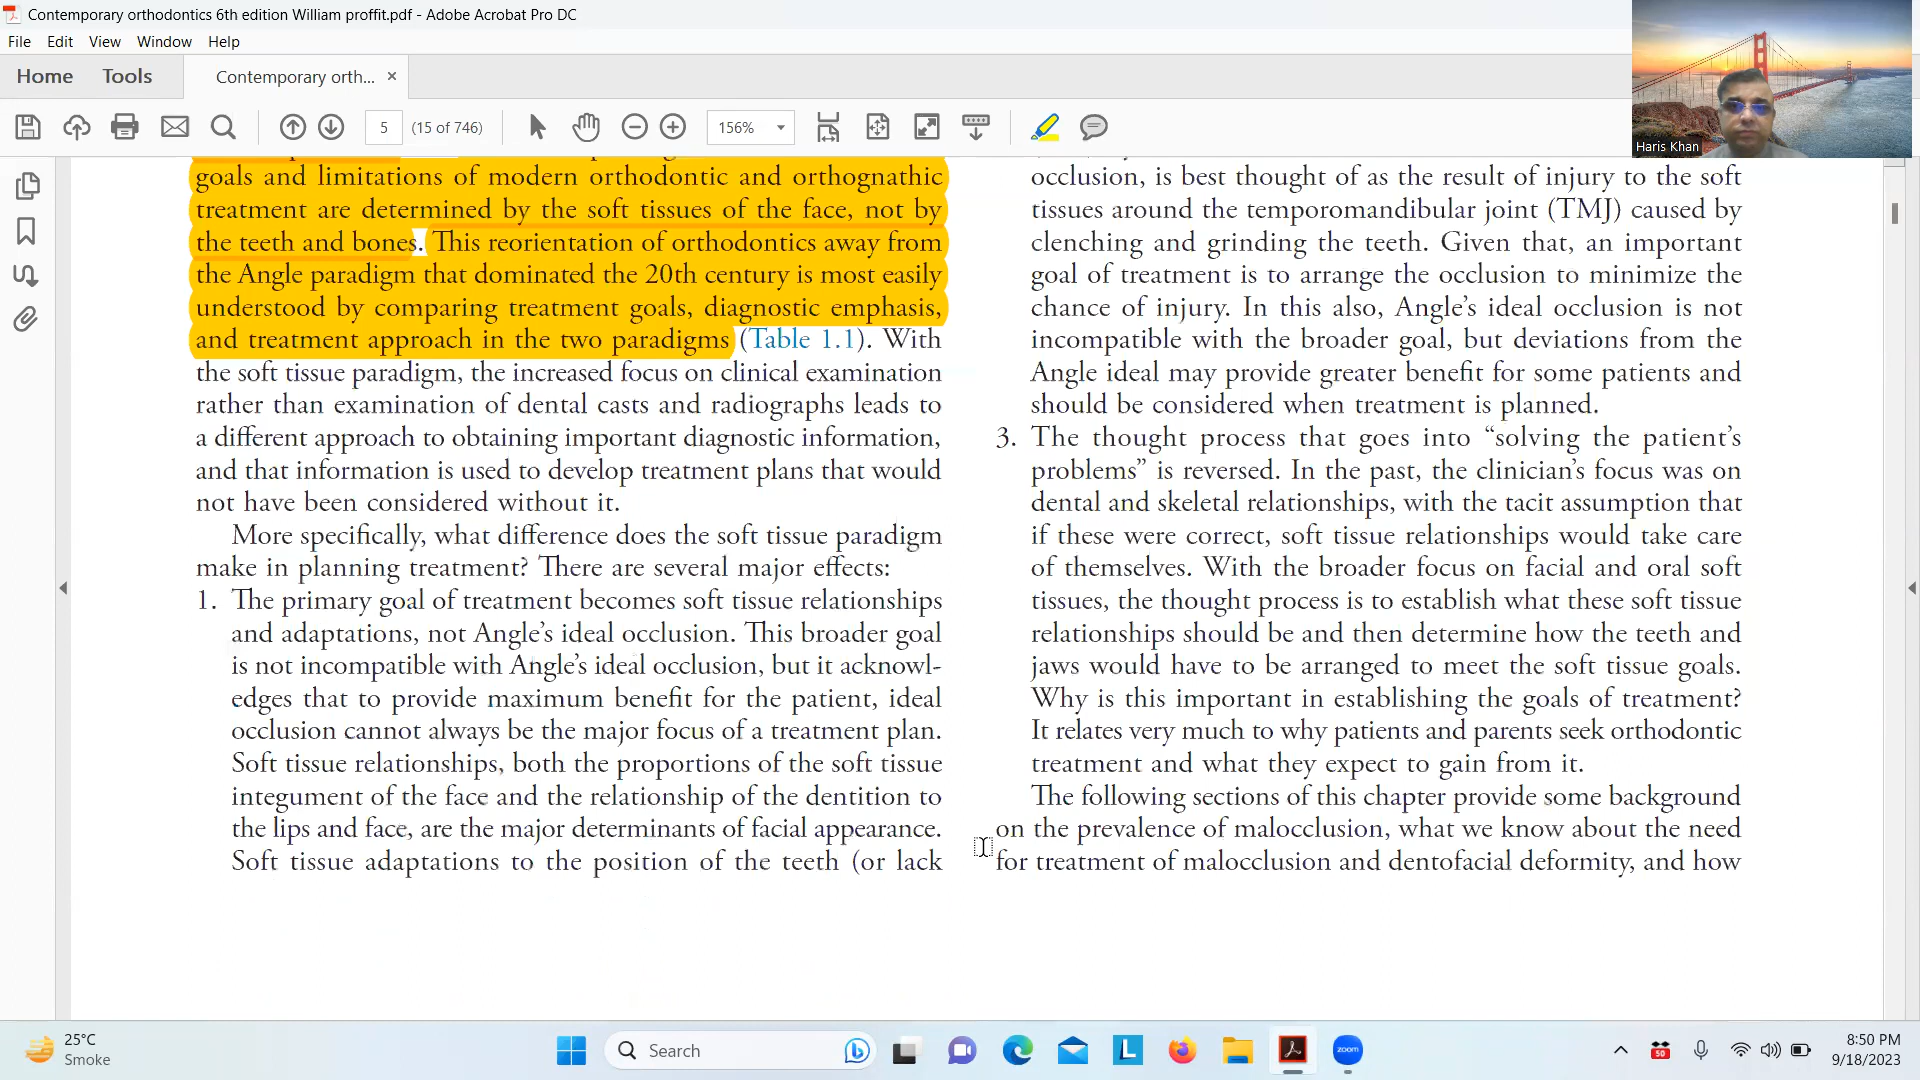 Contemporary orthodontics 6th edition William proffit.pdf - Adobe Acrobat Pro DC
File Edit View Window Help
Home Tools Contemporary orth... ×
5 (15 of 746) 156%
Haris Khan
goals and limitations of modern orthodontic and orthognathic
treatment are determined by the soft tissues of the face, not by
the teeth and bones. This reorientation of orthodontics away from
the Angle paradigm that dominated the 20th century is most easily
understood by comparing treatment goals, diagnostic emphasis,
and treatment approach in the two paradigms (Table 1.1). With
the soft tissue paradigm, the increased focus on clinical examination
rather than examination of dental casts and radiographs leads to
a different approach to obtaining important diagnostic information,
and that information is used to develop treatment plans that would
not have been considered without it.
More specifically, what difference does the soft tissue paradigm
make in planning treatment? There are several major effects:
1. The primary goal of treatment becomes soft tissue relationships
and adaptations, not Angle's ideal occlusion. This broader goal
is not incompatible with Angle's ideal occlusion, but it acknowl-
edges that to provide maximum benefit for the patient, ideal
occlusion cannot always be the major focus of a treatment plan.
Soft tissue relationships, both the proportions of the soft tissue
integument of the face and the relationship of the dentition to
the lips and face, are the major determinants of facial appearance.
Soft tissue adaptations to the position of the teeth (or lack
occlusion, is best thought of as the result of injury to the soft
tissues around the temporomandibular joint (TMJ) caused by
clenching and grinding the teeth. Given that, an important
goal of treatment is to arrange the occlusion to minimize the
chance of injury. In this also, Angle's ideal occlusion is not
incompatible with the broader goal, but deviations from the
Angle ideal may provide greater benefit for some patients and
should be considered when treatment is planned.
3. The thought process that goes into “solving the patient's
problems” is reversed. In the past, the clinician's focus was on
dental and skeletal relationships, with the tacit assumption that
if these were correct, soft tissue relationships would take care
of themselves. With the broader focus on facial and oral soft
tissues, the thought process is to establish what these soft tissue
relationships should be and then determine how the teeth and
jaws would have to be arranged to meet the soft tissue goals.
Why is this important in establishing the goals of treatment?
It relates very much to why patients and parents seek orthodontic
treatment and what they expect to gain from it.
The following sections of this chapter provide some background
on the prevalence of malocclusion, what we know about the need
for treatment of malocclusion and dentofacial deformity, and how
25°C
Smoke
Search
L
zoom
50
8:50 PM
9/18/2023